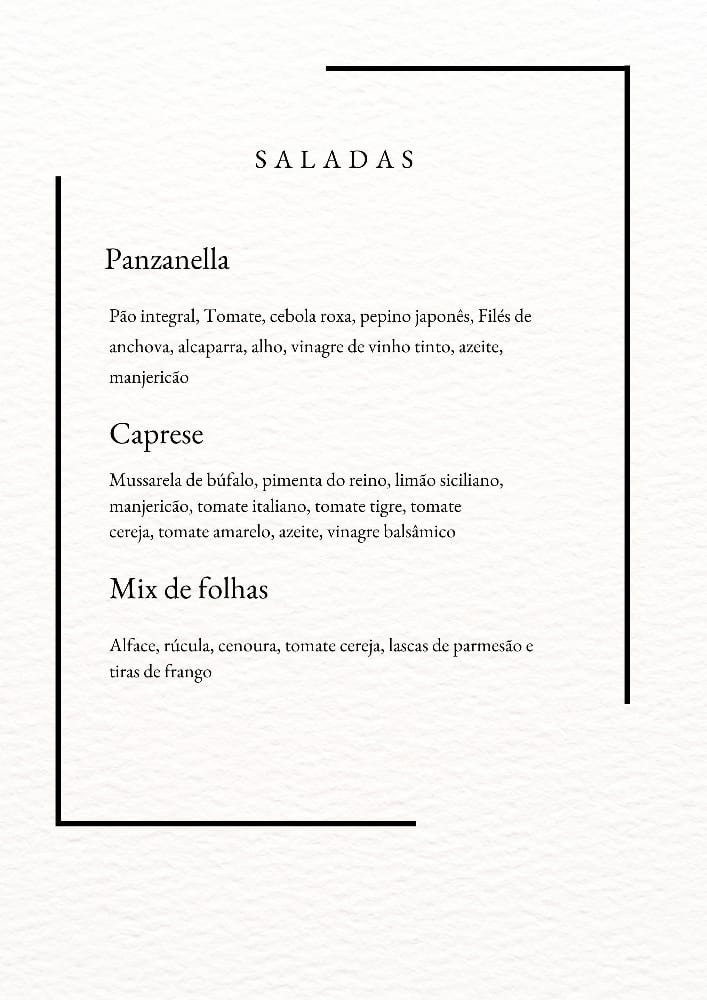 SALADAS
Panzanella
Pão integral, Tomate, cebola roxa, pepino japonês, Filés de
anchova, alcaparra, alho, vinagre de vinho tinto, azeite,
manjericão
Caprese
Mussarela de búfalo, pimenta do reino, limão siciliano,
manjericão, tomate italiano, tomate tigre, tomate
cereja, tomate amarelo, azeite, vinagre balsâmico
Mix de folhas
Alface, rúcula, cenoura, tomate cereja, lascas de parmesão e
tiras de frango